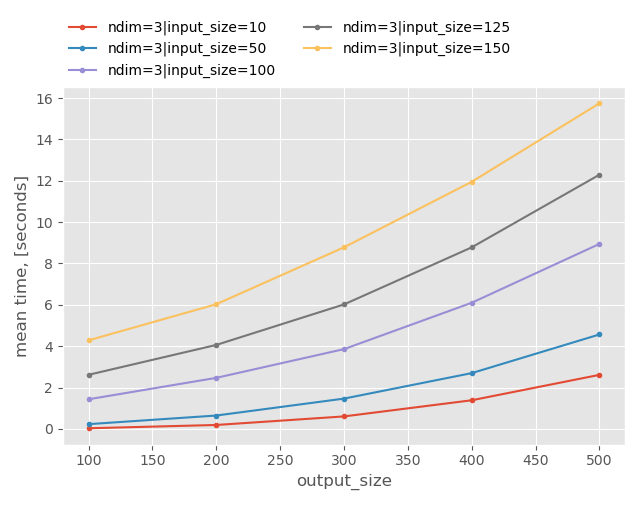 ndim=3|input_size=10
ndim=3|input_size=50
ndim=3|input_size=100
ndim=3|input_size=125
ndim=3|input_size=150
mean time, [seconds]
16
14
12
10
8
6
4
2
0
100 150 200 250 300 350 400 450 500
output_size